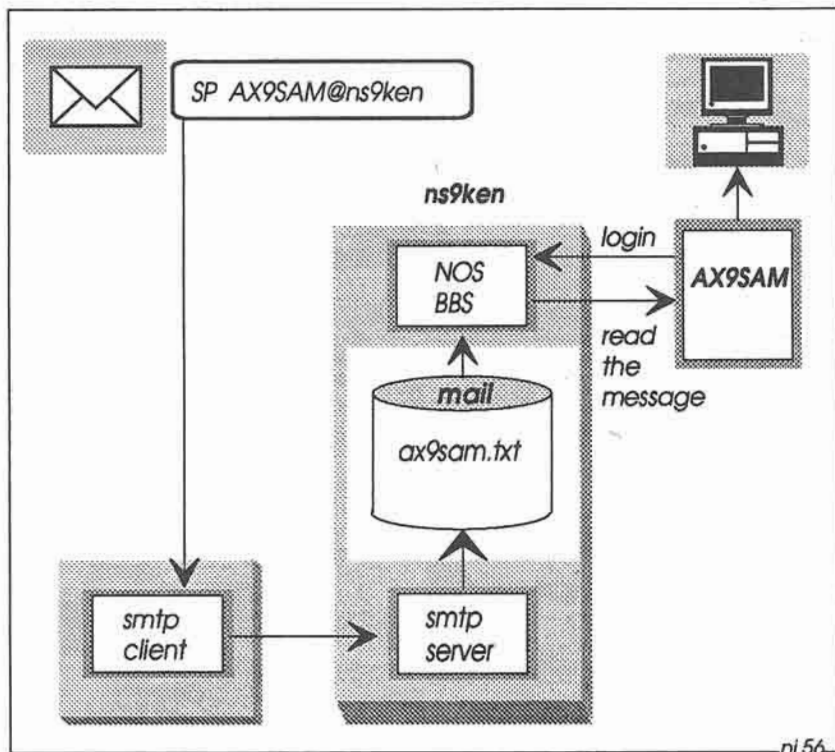 SP AX9SAM@ns9ken
ns9ken
login
NOS
BBS
AX9SAM
read
the
message
mail
ax9sam.txt
smtp
client
smtp
server
ni 56